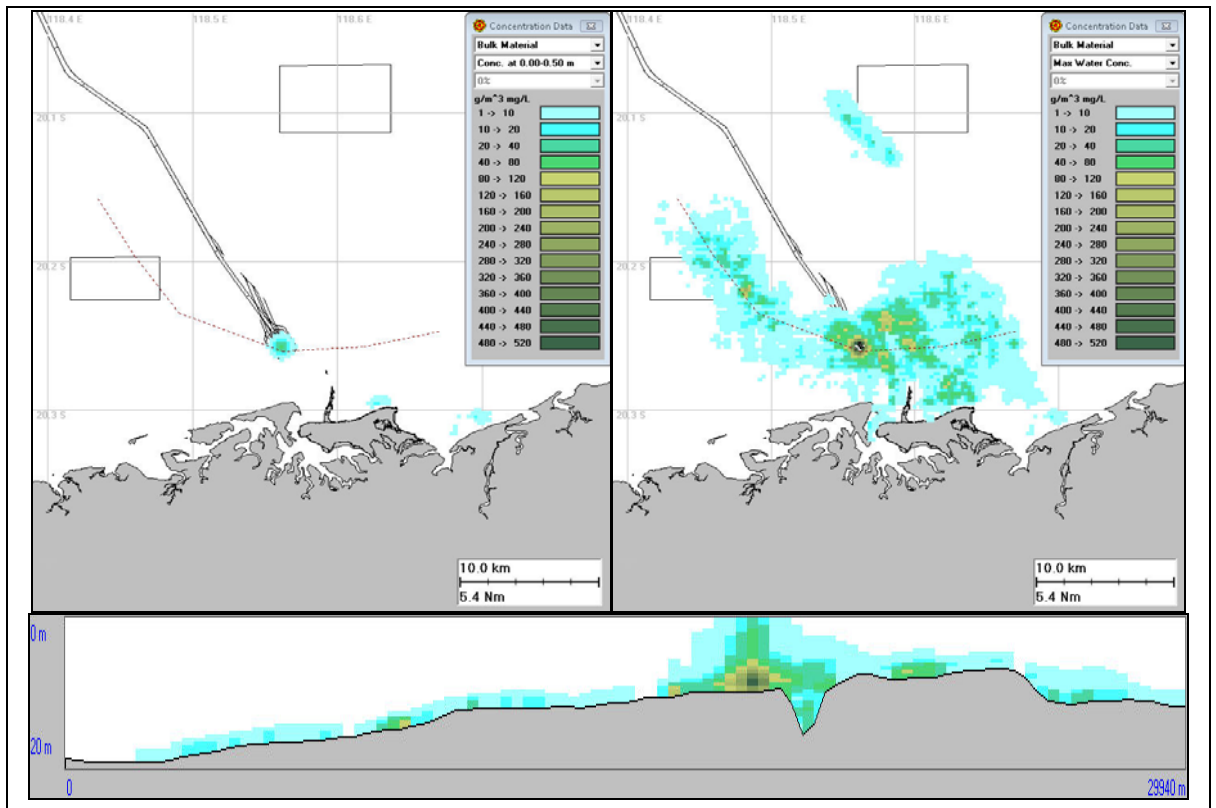 118.4 E
118.5 E
118.6 E
20.1 S
20.2 S
20.3 S
Concentration Data
Bulk Material
Conc. at 0.00-0.50 m
0%
g/m^3 mg/L
1 -> 10
10 -> 20
20 -> 40
40 -> 80
80 -> 120
120 -> 160
160 -> 200
200 -> 240
240 -> 280
280 -> 320
320 -> 360
360 -> 400
400 -> 440
440 -> 480
480 -> 520
10.0 km
5.4 Nm
118.4 E
118.5 E
118.6 E
20.1 S
20.2 S
20.3 S
Concentration Data
Bulk Material
Max Water Conc.
0%
g/m^3 mg/L
1 -> 10
10 -> 20
20 -> 40
40 -> 80
80 -> 120
120 -> 160
160 -> 200
200 -> 240
240 -> 280
280 -> 320
320 -> 360
360 -> 400
400 -> 440
440 -> 480
480 -> 520
10.0 km
5.4 Nm
0 m
20 m
0
29940 m